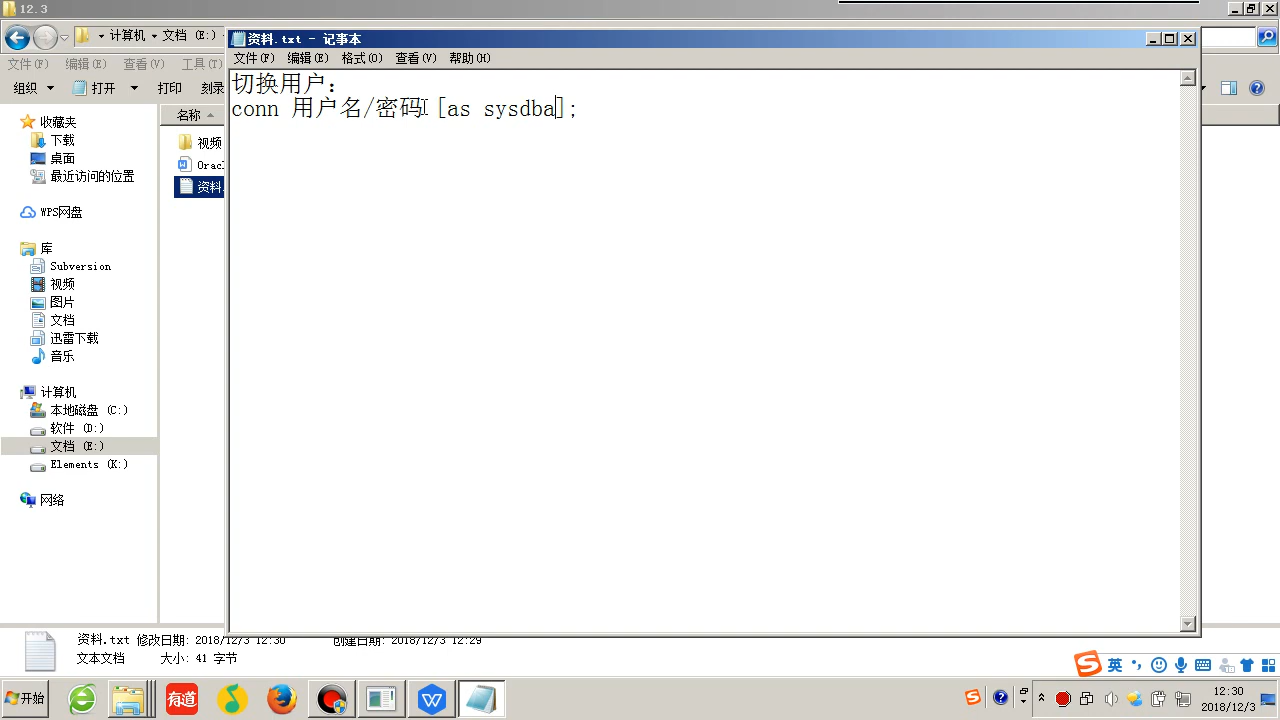 12.3
计算机 文档 (E:)
文件(F) 编辑(E) 查看(V) 工具(T)
组织 打开 打印 刻录
收藏夹
下载
桌面
最近访问的位置
WPS网盘
库
Subversion
视频
图片
文档
迅雷下载
音乐
计算机
本地磁盘 (C:)
软件 (D:)
文档 (E:)
Elements (K:)
网络
名称
视频
Orac
资料.
资料.txt - 记事本
文件(F) 编辑(E) 格式(O) 查看(V) 帮助(H)
切换用户:
conn 用户名/密码 [as sysdba];
资料.txt 修改日期: 2018/12/3 12:30 创建日期: 2018/12/3 12:29
文本文档 大小: 41 字节
英
开始
有道
12:30
2018/12/3